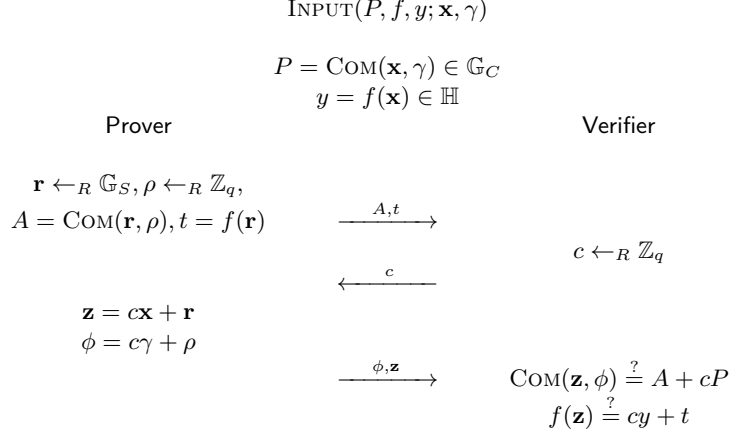 INPUT(P, f, y; x, γ)
P = COM(x, γ) ∈ 𝔾_C
y = f(x) ∈ ℍ
Prover Verifier
r ←_R 𝔾_S, ρ ←_R ℤ_q,
A = COM(r, ρ), t = f(r) A,t
c ←_R ℤ_q
c
z = cx + r
φ = cγ + ρ
ϕ,z COM(z, ϕ) ≟ A + cP
f(z) ≟ cy + t